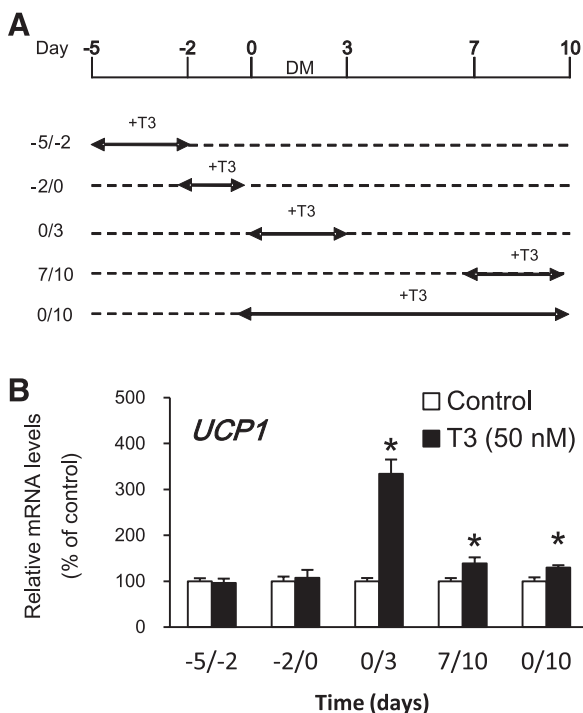 A
Day -5 -2 0 3 7 10
DM
+T3
-5/-2
+T3
-2/0
+T3
0/3
+T3
7/10
+T3
0/10
B
UCP1
Control
T3 (50 nM)
Relative mRNA levels
(% of control)
500
400
300
200
100
0
*
*
*
-5/-2 -2/0 0/3 7/10 0/10
Time (days)